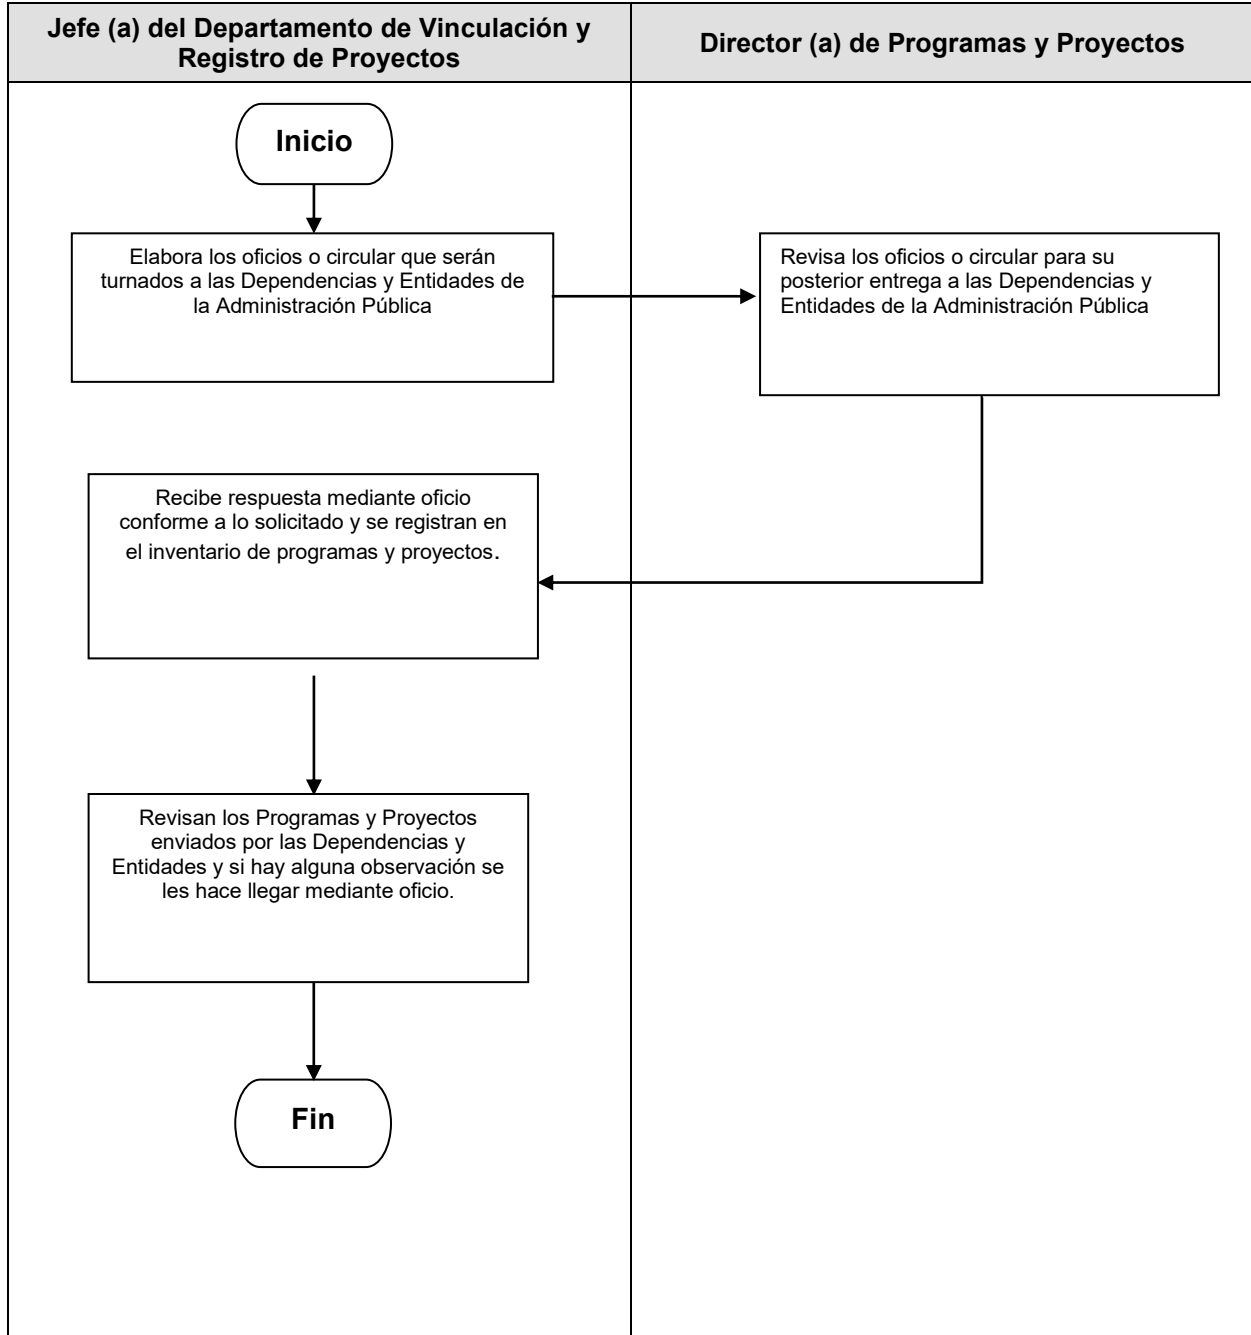 Jefe (a) del Departamento de Vinculación y
Registro de Proyectos
Director (a) de Programas y Proyectos
Inicio
Elabora los oficios o circular que serán
turnados a las Dependencias y Entidades de
la Administración Pública
Revisa los oficios o circular para su
posterior entrega a las Dependencias y
Entidades de la Administración Pública
Recibe respuesta mediante oficio
conforme a lo solicitado y se registran en
el inventario de programas y proyectos.
Revisan los Programas y Proyectos
enviados por las Dependencias y
Entidades y si hay alguna observación se
les hace llegar mediante oficio.
Fin